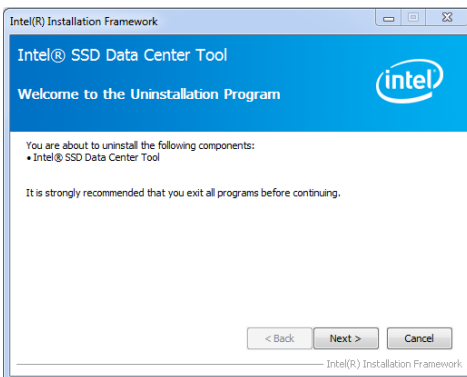 Intel(R) Installation Framework
Intel® SSD Data Center Tool
Welcome to the Uninstallation Program
intel
You are about to uninstall the following components:
• Intel® SSD Data Center Tool
It is strongly recommended that you exit all programs before continuing.
< Back Next > Cancel
Intel(R) Installation Framework